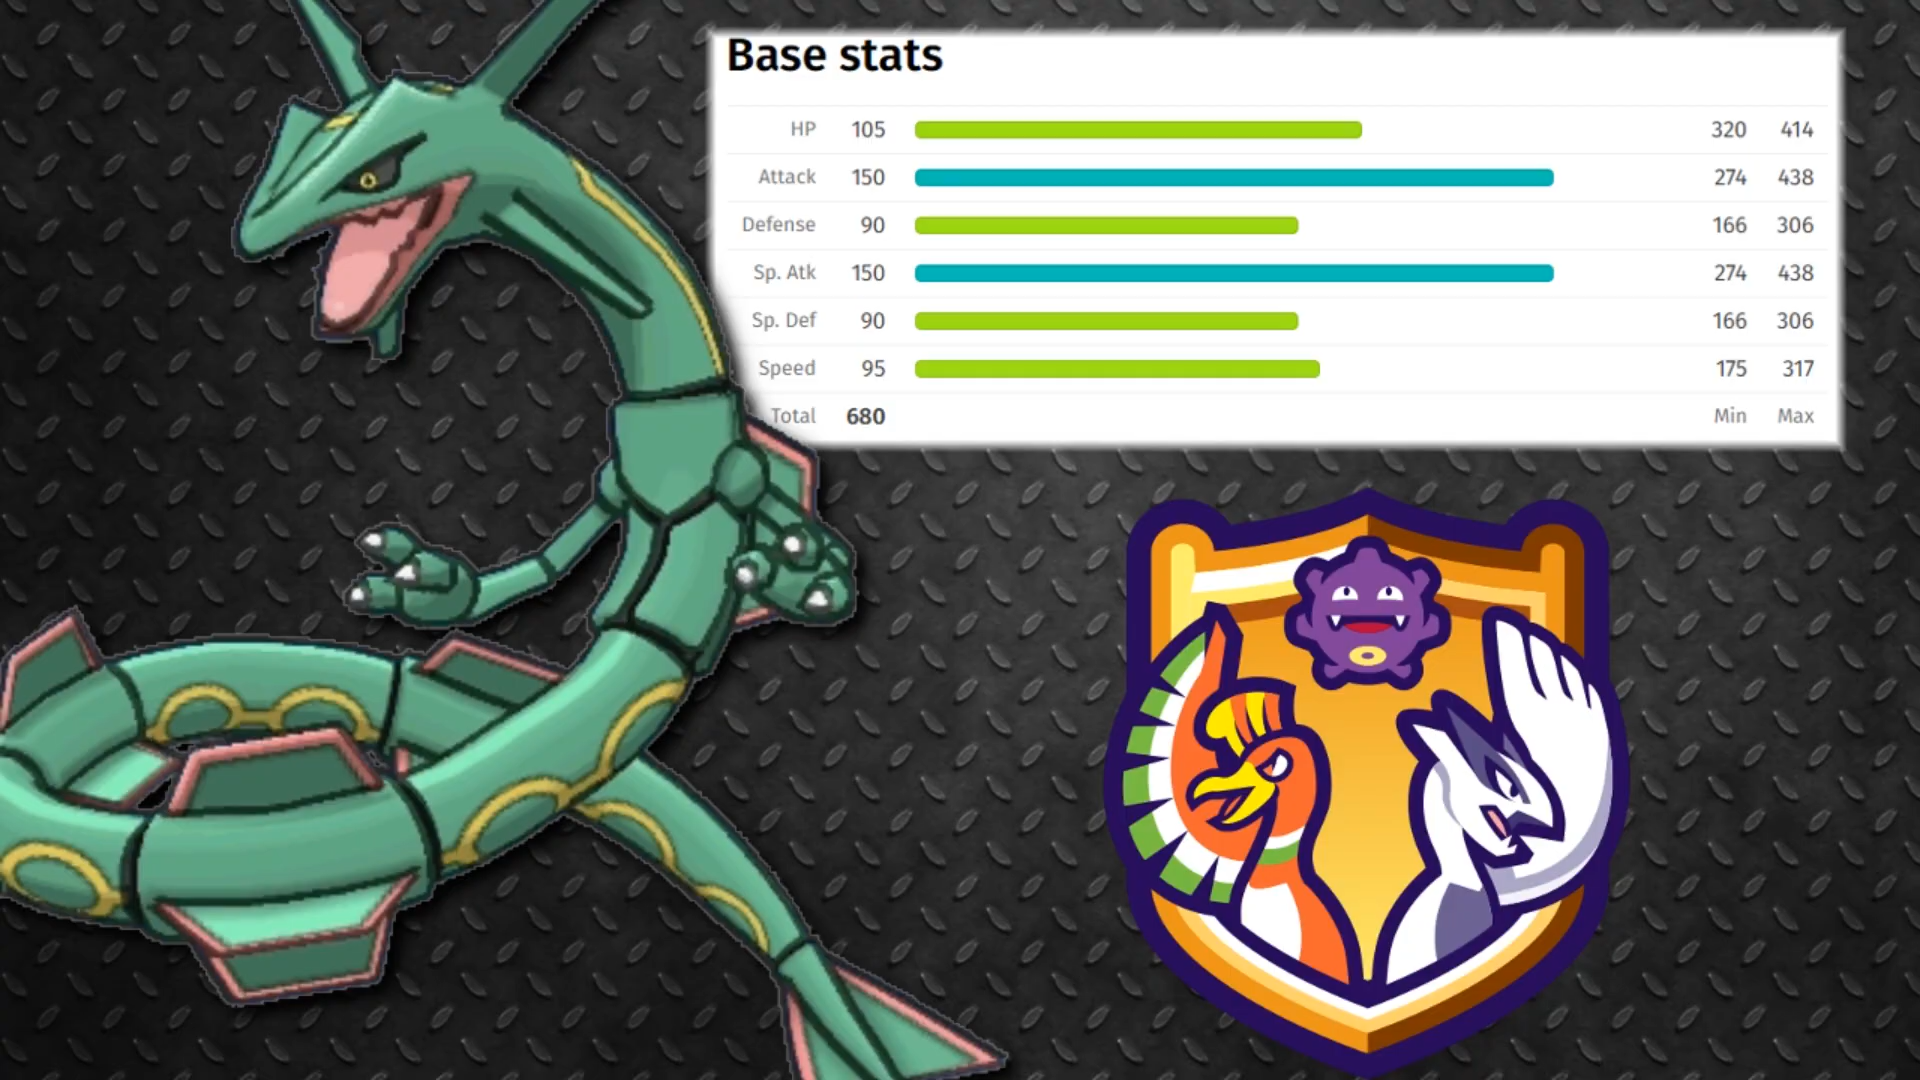 Base stats
HP 105 320 414
Attack 150 274 438
Defense 90 166 306
Sp. Atk 150 274 438
Sp. Def 90 166 306
Speed 95 175 317
Total 680 Min Max